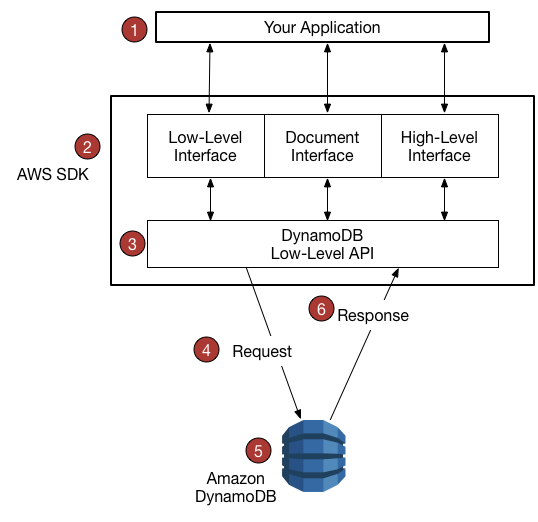 1
Your Application
2
AWS SDK
Low-Level
Interface
Document
Interface
High-Level
Interface
3
DynamoDB
Low-Level API
6
Response
4
Request
5
Amazon
DynamoDB